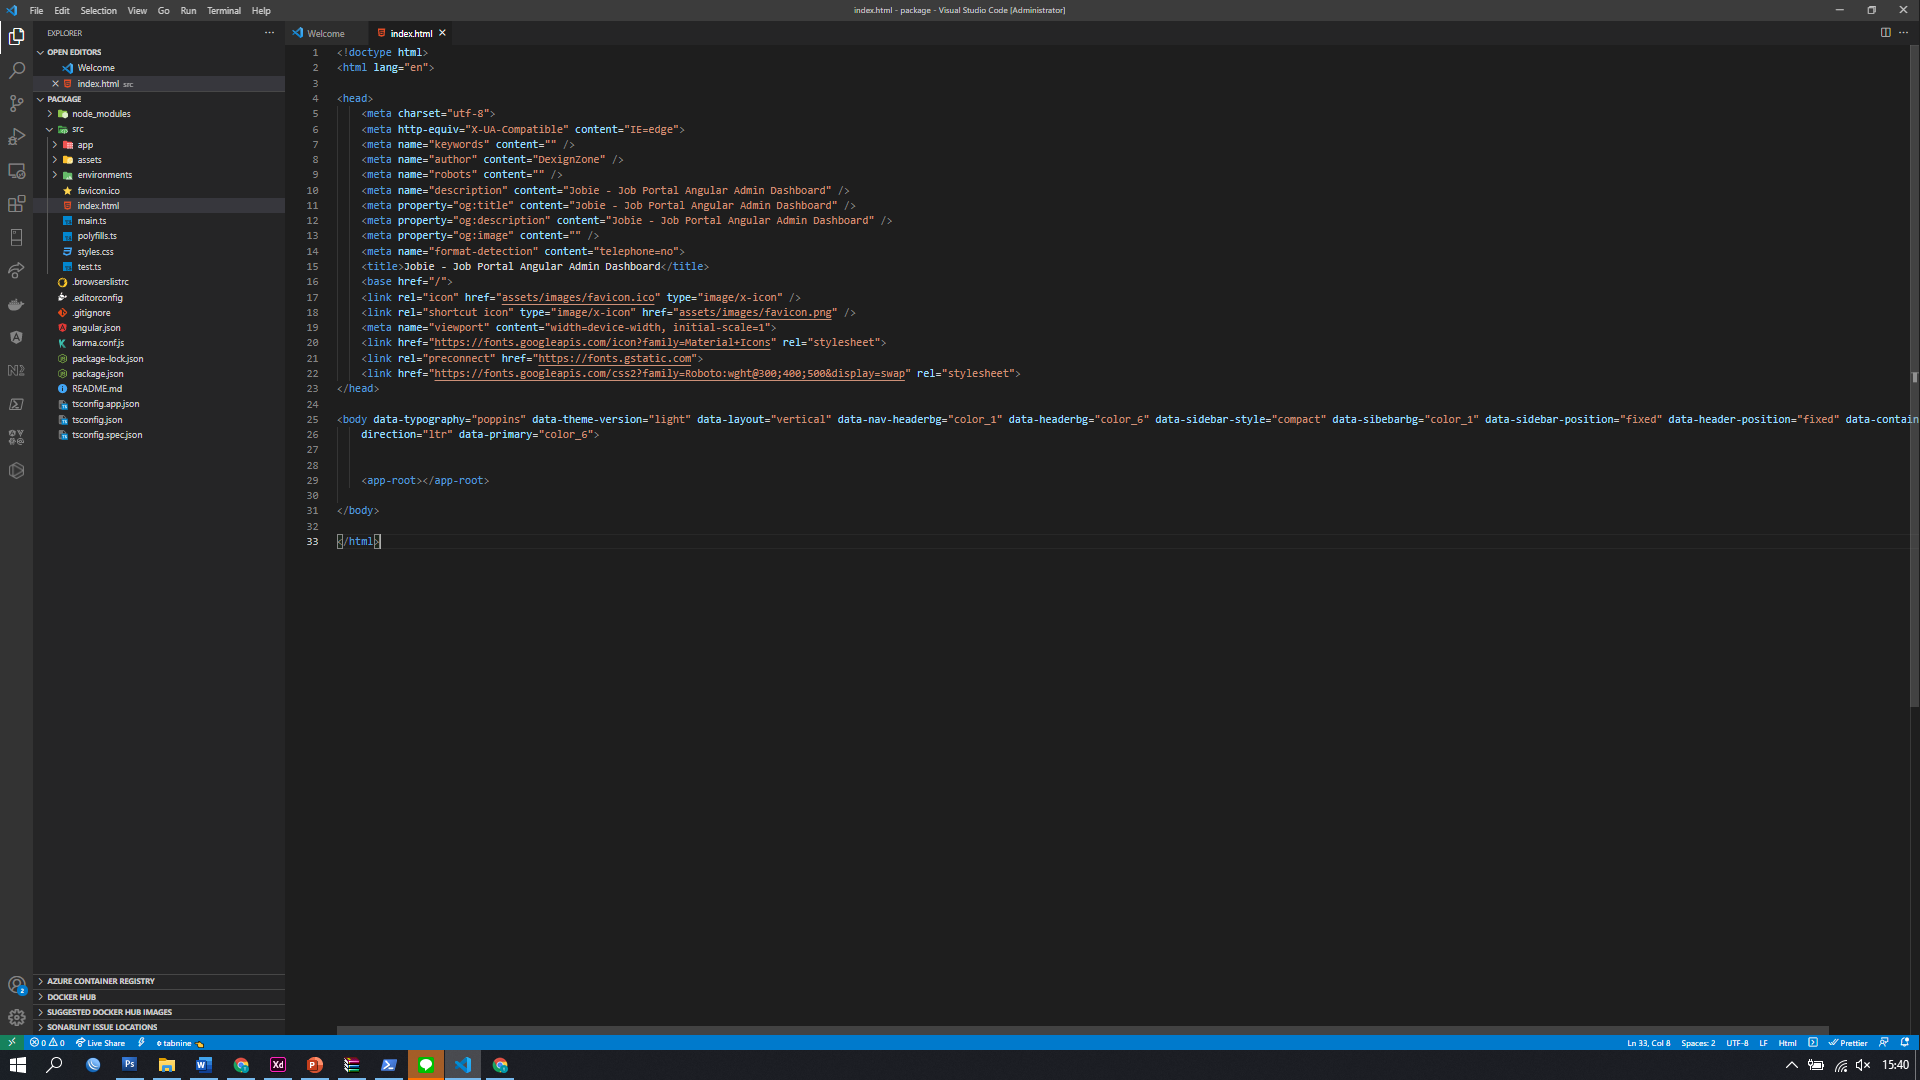 File Edit Selection View Go Run Terminal Help
index.html - package - Visual Studio Code [Administrator]
EXPLORER
OPEN EDITORS
Welcome
index.html src
PACKAGE
node_modules
src
app
assets
environments
favicon.ico
index.html
main.ts
polyfills.ts
styles.css
test.ts
.browserslistrc
.editorconfig
.gitignore
angular.json
karma.conf.js
package-lock.json
package.json
README.md
tsconfig.app.json
tsconfig.json
tsconfig.spec.json
AZURE CONTAINER REGISTRY
DOCKER HUB
SUGGESTED DOCKER HUB IMAGES
SONARLINT ISSUE LOCATIONS
Welcome index.html
1 <!doctype html>
2 <html lang="en">
3
4 <head>
5 <meta charset="utf-8">
6 <meta http-equiv="X-UA-Compatible" content="IE=edge">
7 <meta name="keywords" content="" />
8 <meta name="author" content="DexignZone" />
9 <meta name="robots" content="" />
10 <meta name="description" content="Jobie - Job Portal Angular Admin Dashboard" />
11 <meta property="og:title" content="Jobie - Job Portal Angular Admin Dashboard" />
12 <meta property="og:description" content="Jobie - Job Portal Angular Admin Dashboard" />
13 <meta property="og:image" content="" />
14 <meta name="format-detection" content="telephone=no">
15 <title>Jobie - Job Portal Angular Admin Dashboard</title>
16 <base href="/">
17 <link rel="icon" href="assets/images/favicon.ico" type="image/x-icon" />
18 <link rel="shortcut icon" type="image/x-icon" href="assets/images/favicon.png" />
19 <meta name="viewport" content="width=device-width, initial-scale=1">
20 <link href="https://fonts.googleapis.com/icon?family=Material+Icons" rel="stylesheet">
21 <link rel="preconnect" href="https://fonts.gstatic.com">
22 <link href="https://fonts.googleapis.com/css2?family=Roboto:wght@300;400;500&display=swap" rel="stylesheet">
23 </head>
24
25 <body data-typography="poppins" data-theme-version="light" data-layout="vertical" data-nav-headerbg="color_1" data-headerbg="color_6" data-sidebar-style="compact" data-sibebarbg="color_1" data-sidebar-position="fixed" data-header-position="fixed" data-contain
26 direction="ltr" data-primary="color_6">
27
28
29 <app-root></app-root>
30
31 </body>
32
33 </html>
0 0 Live Share tabnine
Ln 33, Col 8 Spaces: 2 UTF-8 LF Html Prettier
Ps W Xd P
15:40